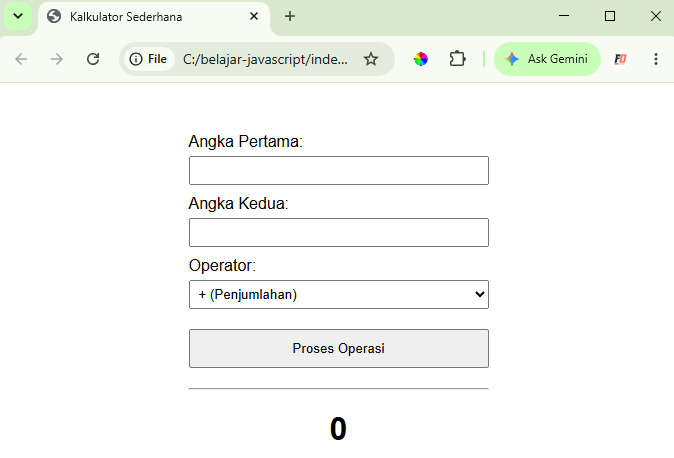 Kalkulator Sederhana
File
C:/belajar-javascript/inde...
Ask Gemini
Angka Pertama:
Angka Kedua:
Operator:
+ (Penjumlahan)
Proses Operasi
0